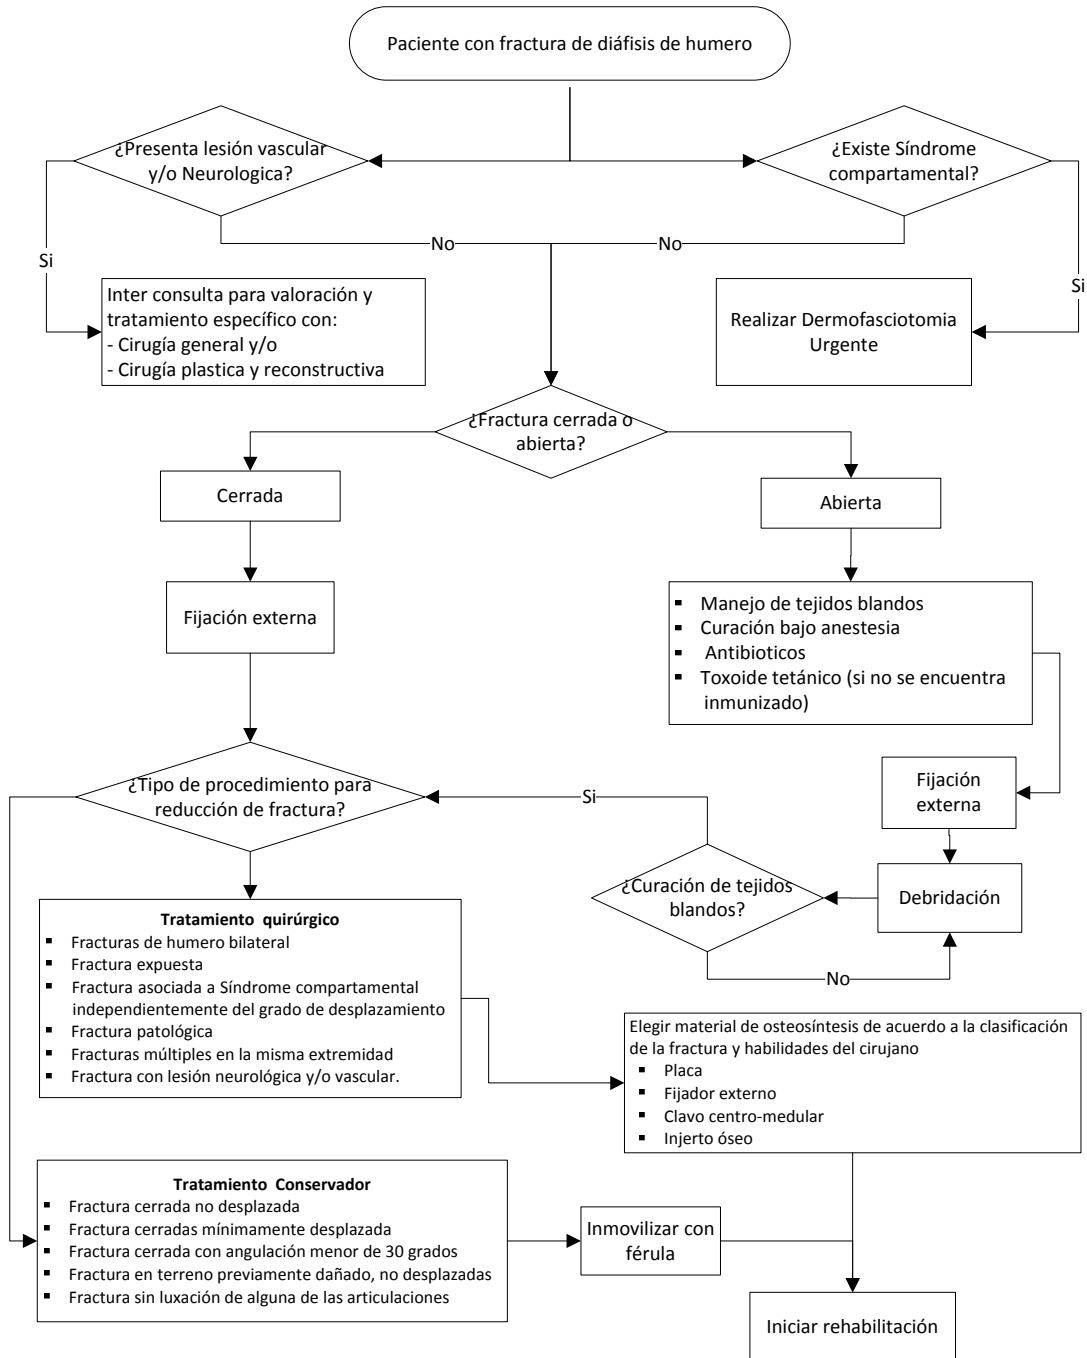 Paciente con fractura de diáfisis de humero
¿Presenta lesión vascular
y/o Neurologica?
¿Existe Síndrome
compartamental?
No
No
Si
Si
Inter consulta para valoración y
tratamiento específico con:
- Cirugía general y/o
- Cirugía plastica y reconstructiva
Realizar Dermofasciotomia
Urgente
¿Fractura cerrada o
abierta?
Cerrada
Abierta
Fijación externa
▪ Manejo de tejidos blandos
▪ Curación bajo anestesia
▪ Antibioticos
▪ Toxoide tetánico (si no se encuentra
inmunizado)
¿Tipo de procedimiento para
reducción de fractura?
Si
Fijación
externa
¿Curación de tejidos
blandos?
Debridación
No
Tratamiento quirúrgico
▪ Fracturas de humero bilateral
▪ Fractura expuesta
▪ Fractura asociada a Síndrome compartamental
independientemente del grado de desplazamiento
▪ Fractura patológica
▪ Fracturas múltiples en la misma extremidad
▪ Fractura con lesión neurológica y/o vascular.
Elegir material de osteosíntesis de acuerdo a la clasificación
de la fractura y habilidades del cirujano
▪ Placa
▪ Fijador externo
▪ Clavo centro-medular
▪ Injerto óseo
Tratamiento Conservador
▪ Fractura cerrada no desplazada
▪ Fractura cerradas mínimamente desplazada
▪ Fractura cerrada con angulación menor de 30 grados
▪ Fractura en terreno previamente dañado, no desplazadas
▪ Fractura sin luxación de alguna de las articulaciones
Inmovilizar con
férula
Iniciar rehabilitación